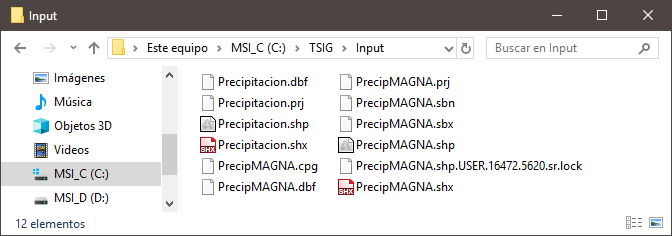 Input
Este equipo > MSI_C (C:) > TSIG > Input
Buscar en Input
Imágenes
Música
Objetos 3D
Videos
MSI_C (C:)
MSI_D (D:)
Precipitacion.dbf
Precipitacion.prj
Precipitacion.shp
Precipitacion.shx
PrecipMAGNA.cpg
PrecipMAGNA.dbf
PrecipMAGNA.prj
PrecipMAGNA.sbn
PrecipMAGNA.sbx
PrecipMAGNA.shp
PrecipMAGNA.shp.USER.16472.5620.sr.lock
PrecipMAGNA.shx
SHX
SHX
12 elementos